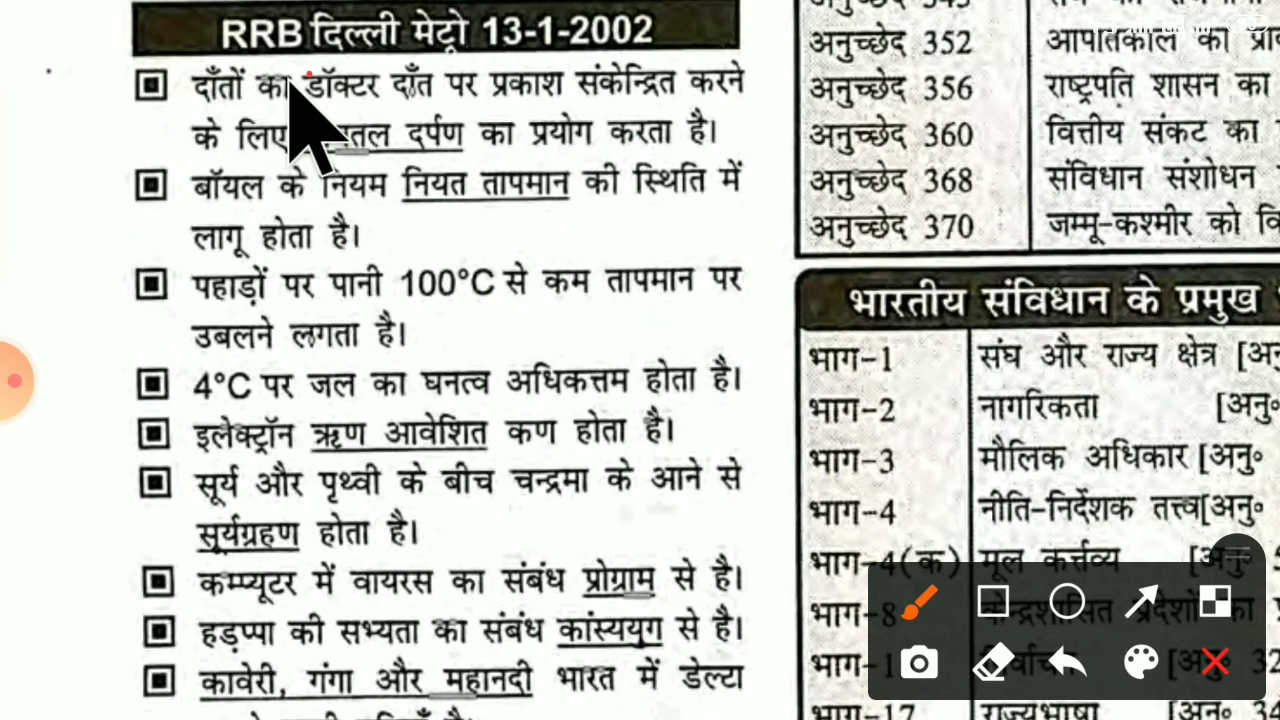 RRB दिल्ली मेट्रो 13-1-2002
दाँतों का डॉक्टर दाँत पर प्रकाश संकेन्द्रित करने
के लिए दर्पण का प्रयोग करता है।
बॉयल के नियम नियत तापमान की स्थिति में
लागू होता है।
पहाड़ों पर पानी 100°C से कम तापमान पर
उबलने लगता है।
4°C पर जल का घनत्व अधिकत्तम होता है।
इलेक्ट्रॉन ऋण आवेशित कण होता है।
सूर्य और पृथ्वी के बीच चन्द्रमा के आने से
सूर्यग्रहण होता है।
कम्प्यूटर में वायरस का संबंध प्रोग्राम से है।
हड़प्पा की सभ्यता का संबंध कांस्ययुग से है।
कावेरी, गंगा और महानदी भारत में डेल्टा
अनुच्छेद 352 आपातकाल का
अनुच्छेद 356 राष्ट्रपति शासन का
अनुच्छेद 360 वित्तीय संकट का
अनुच्छेद 368 संविधान संशोधन
अनुच्छेद 370 जम्मू-कश्मीर को
भारतीय संविधान के प्रमुख
भाग-1 संघ और राज्य क्षेत्र
भाग-2 नागरिकता [अनु॰
भाग-3 मौलिक अधिकार [अनु॰
भाग-4 नीति-निर्देशक तत्त्व[अनु॰
भाग-4(क) मूल कर्त्तव्य [अनु॰
भाग-8
भाग-17 राज्यभाषा [अनु॰ 34